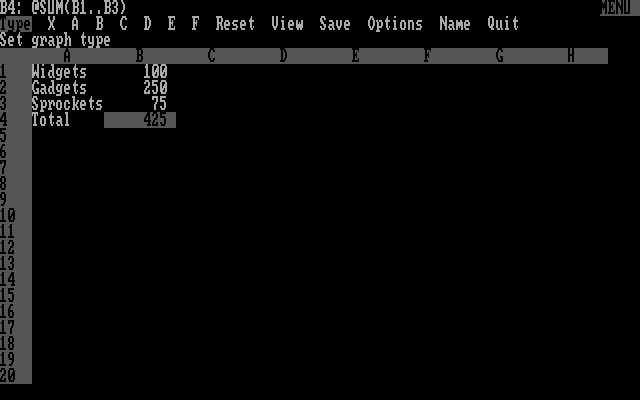 B4: @SUM(B1..B3) MENU
Type X A B C D E F Reset View Save Options Name Quit
Set graph type
A B C D E F G H
1 Widgets 100
2 Gadgets 250
3 Sprockets 75
4 Total 425
5
6
7
8
9
10
11
12
13
14
15
16
17
18
19
20